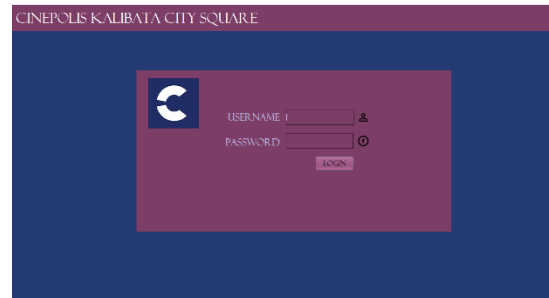 CINEPOLIS KALIBATA CITY SQUARE
USERNAME
PASSWORD
LOGIN